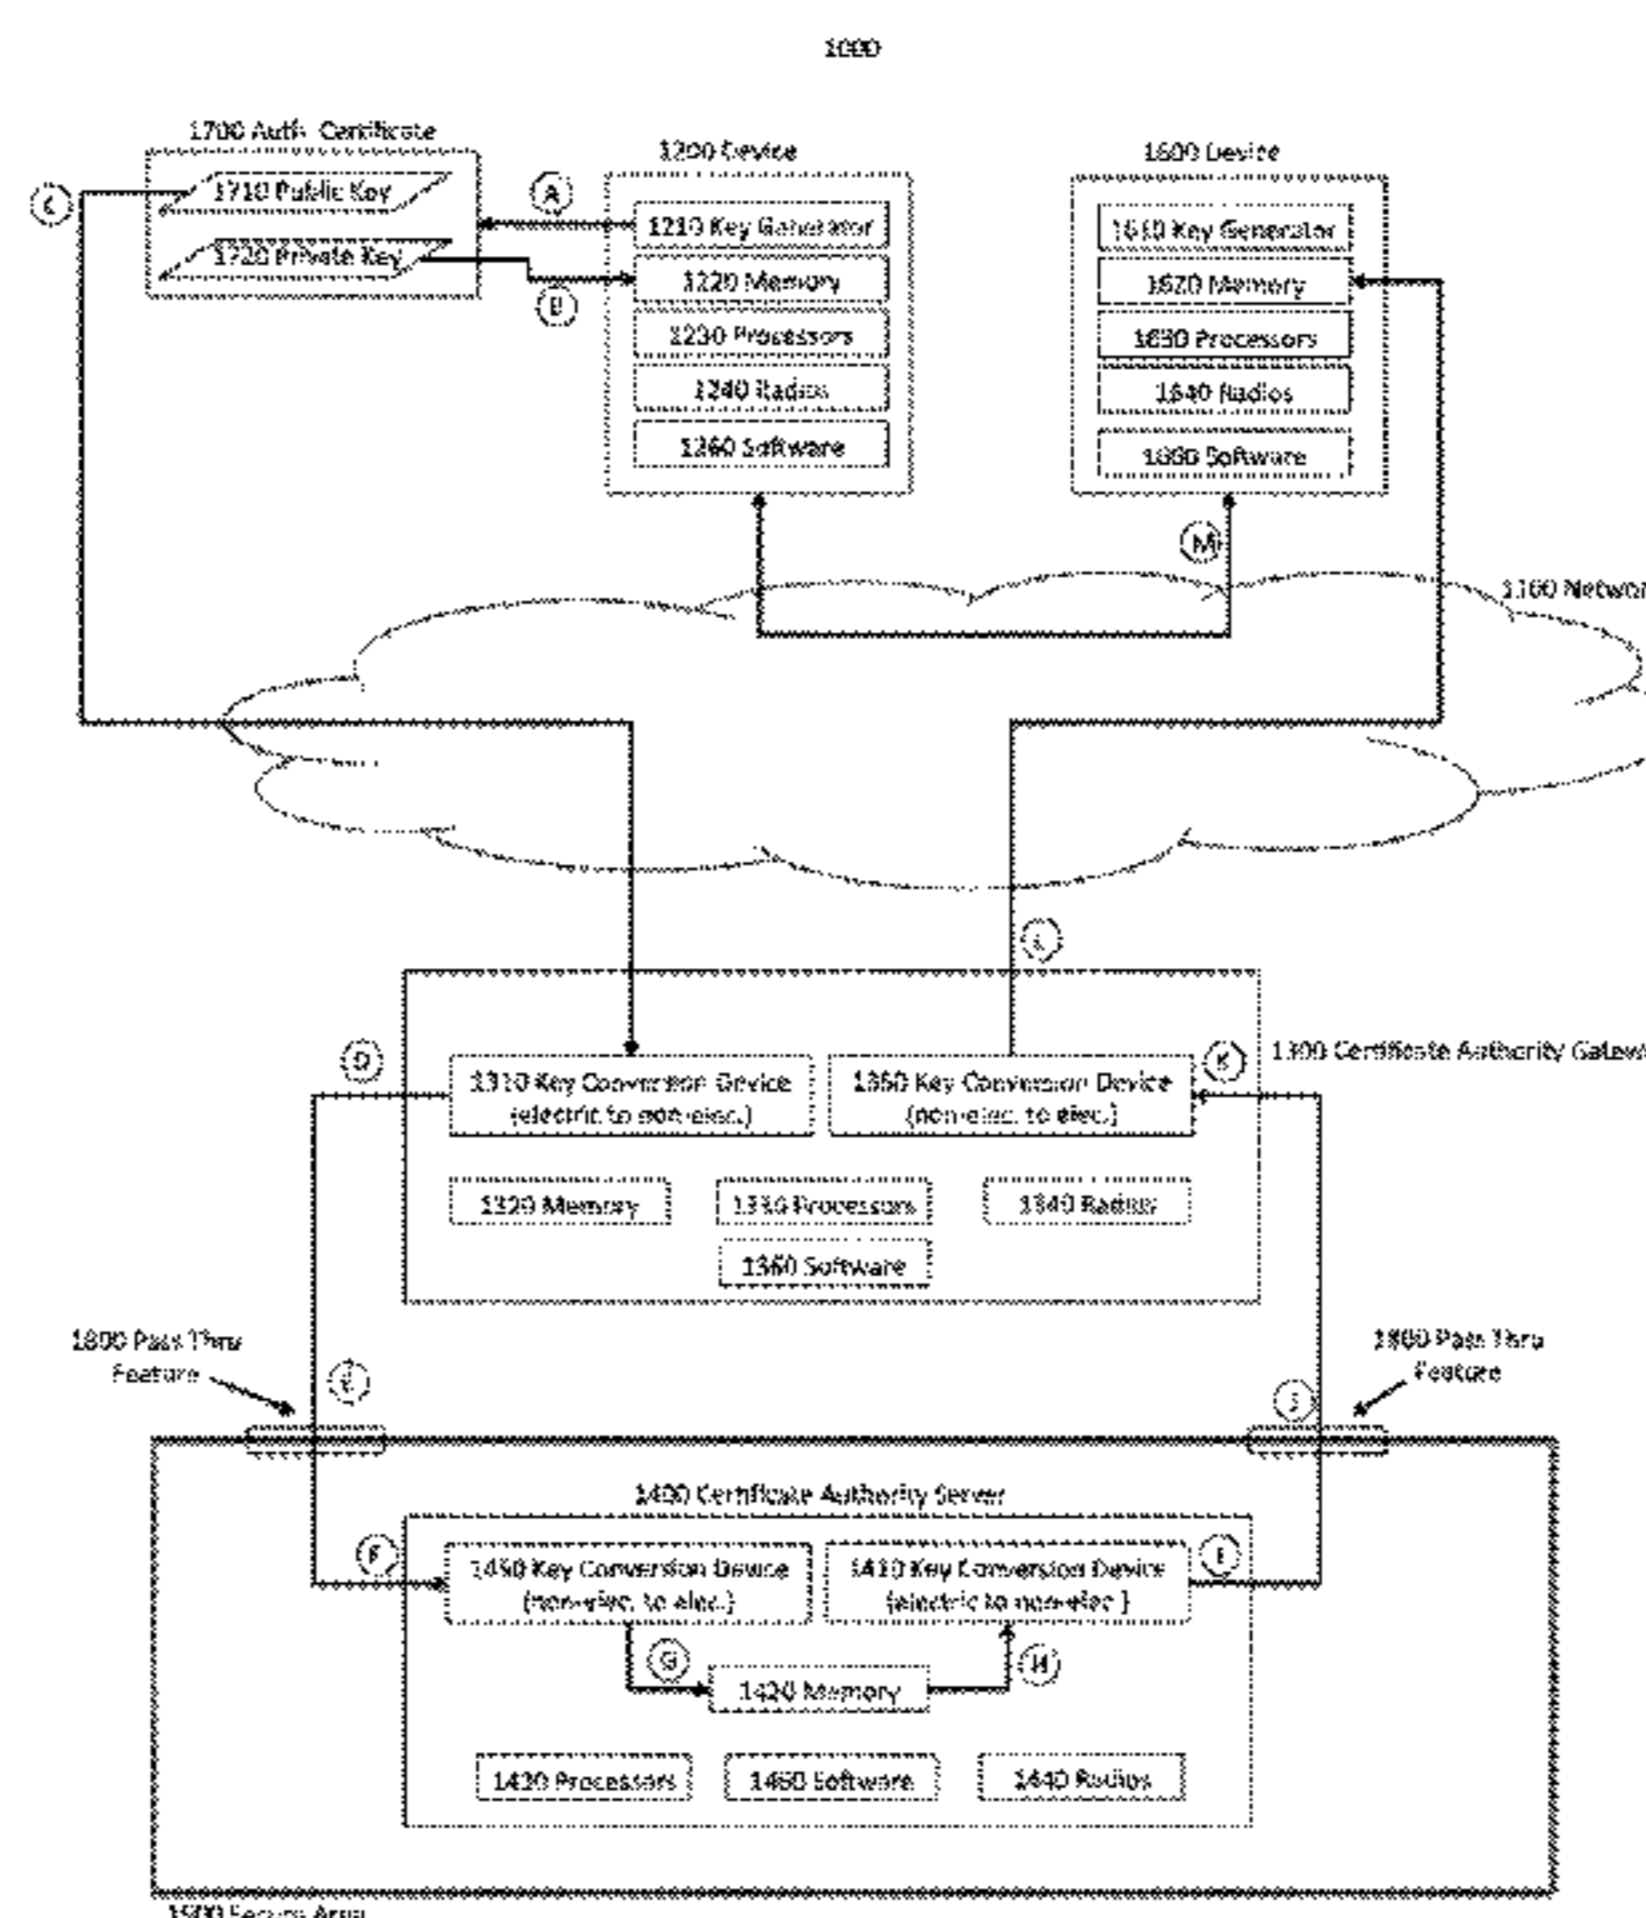 1000
1700 Auth. Certificate
1710 Public Key
1720 Private Key
C
A
B
1200 Device
1210 Key Generator
1220 Memory
1230 Processors
1240 Radios
1260 Software
1600 Device
1610 Key Generator
1620 Memory
1630 Processors
1640 Radios
1660 Software
M
1100 Networ
L
D
1310 Key Conversion Device
(electric to non-elec.)
1350 Key Conversion Device
(non-elec. to elec.)
K
1300 Certificate Authority Gatew
1320 Memory
1330 Processors
1340 Radios
1360 Software
1800 Pass Thru
Feature
E
1800 Pass Thru
Feature
J
1400 Certificate Authority Server
F
1450 Key Conversion Device
(non-elec. to elec.)
1410 Key Conversion Device
(electric to non-elec.)
I
G
1420 Memory
H
1430 Processors
1460 Software
1440 Radios
1500 Secure Area